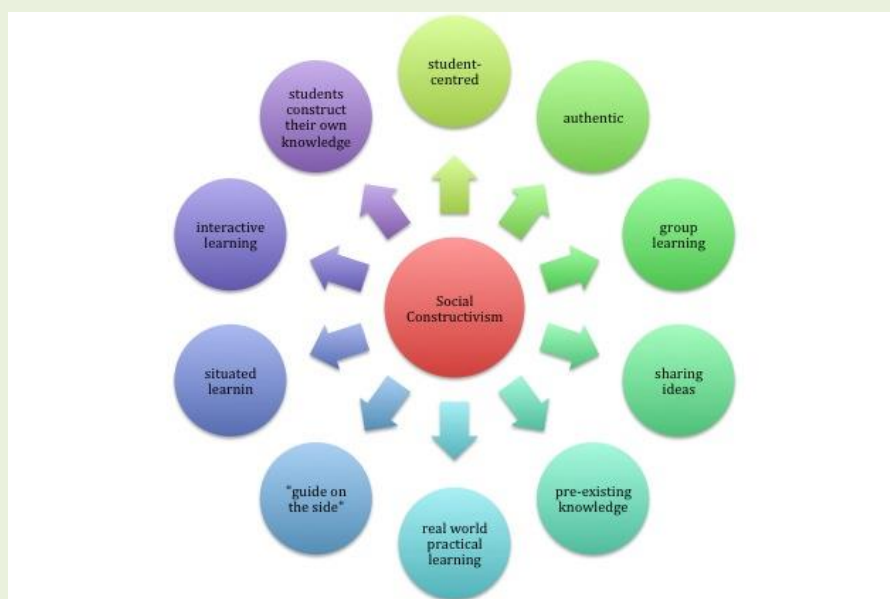 student-
centred
authentic
group
learning
sharing
ideas
pre-existing
knowledge
real world
practical
learning
"guide on
the side"
situated
learnin
interactive
learning
students
construct
their own
knowledge
Social
Constructivism